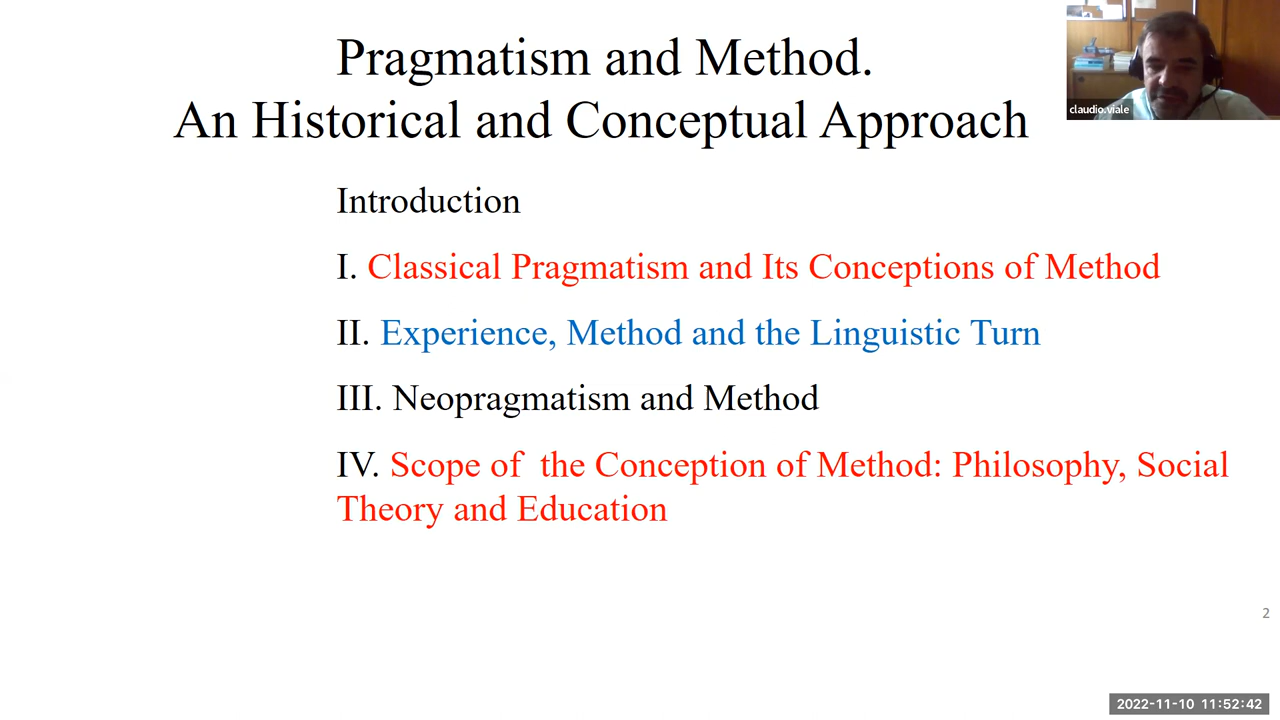 Pragmatism and Method.
An Historical and Conceptual Approach
claudio.viale
Introduction
I. Classical Pragmatism and Its Conceptions of Method
II. Experience, Method and the Linguistic Turn
III. Neopragmatism and Method
IV. Scope of the Conception of Method: Philosophy, Social
Theory and Education
2
2022-11-10 11:52:42